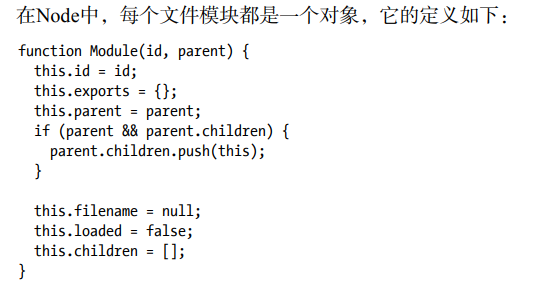 在Node中，每个文件模块都是一个对象，它的定义如下：
function Module(id, parent) {
  this.id = id;
  this.exports = {};
  this.parent = parent;
  if (parent && parent.children) {
    parent.children.push(this);
  }

  this.filename = null;
  this.loaded = false;
  this.children = [];
}